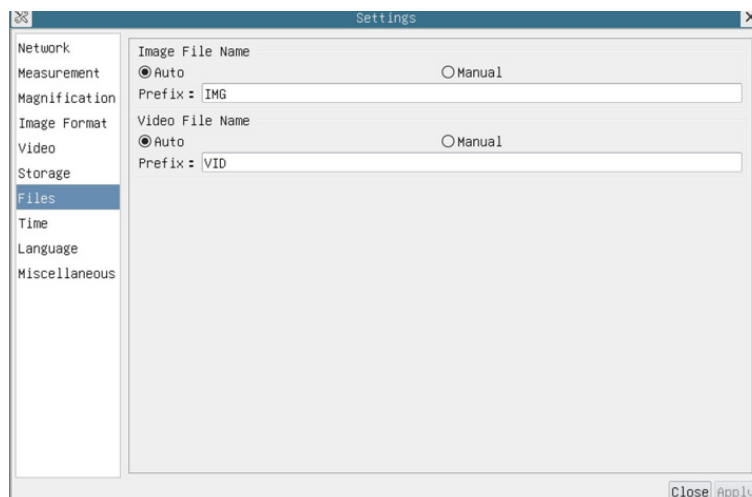 Settings
Network
Measurement
Magnification
Image Format
Video
Storage
Files
Time
Language
Miscellaneous
Image File Name
Auto Manual
Prefix: IMG
Video File Name
Auto Manual
Prefix: VID
Close Apply